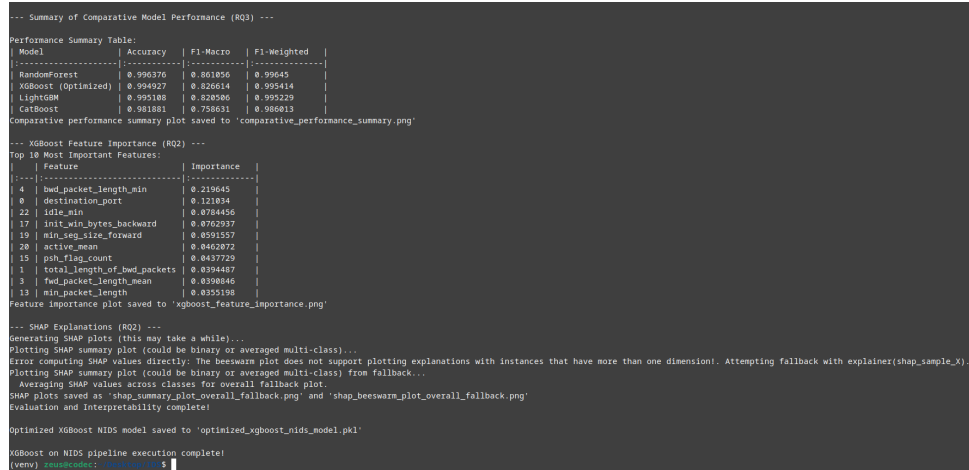 --- Summary of Comparative Model Performance (RQ3) ---
Performance Summary Table:
| Model | Accuracy | F1-Macro | F1-Weighted |
|:--------------------|:-----------|:-----------|:--------------|
| RandomForest | 0.996376 | 0.861056 | 0.99645 |
| XGBoost (Optimized) | 0.994927 | 0.826614 | 0.995414 |
| LightGBM | 0.995108 | 0.820506 | 0.995229 |
| CatBoost | 0.981881 | 0.758631 | 0.986013 |
Comparative performance summary plot saved to 'comparative_performance_summary.png'
--- XGBoost Feature Importance (RQ2) ---
Top 10 Most Important Features:
| | Feature | Importance |
|:---|:----------------------------|:-------------|
| 4 | bwd_packet_length_min | 0.219645 |
| 0 | destination_port | 0.121034 |
| 22 | idle_min | 0.0784456 |
| 17 | init_win_bytes_backward | 0.0762937 |
| 19 | min_seg_size_forward | 0.0591557 |
| 20 | active_mean | 0.0462072 |
| 15 | psh_flag_count | 0.0437729 |
| 1 | total_length_of_bwd_packets | 0.0394487 |
| 3 | fwd_packet_length_mean | 0.0390846 |
| 13 | min_packet_length | 0.0355198 |
Feature importance plot saved to 'xgboost_feature_importance.png'
--- SHAP Explanations (RQ2) ---
Generating SHAP plots (this may take a while)...
Plotting SHAP summary plot (could be binary or averaged multi-class)...
Error computing SHAP values directly: The beeswarm plot does not support plotting explanations with instances that have more than one dimension!. Attempting fallback with explainer(shap_sample_X).
Plotting SHAP summary plot (could be binary or averaged multi-class) from fallback...
Averaging SHAP values across classes for overall fallback plot.
SHAP plots saved as 'shap_summary_plot_overall_fallback.png' and 'shap_beeswarm_plot_overall_fallback.png'
Evaluation and Interpretability complete!
Optimized XGBoost NIDS model saved to 'optimized_xgboost_nids_model.pkl'
XGBoost on NIDS pipeline execution complete!
(venv) zeus@codec: $